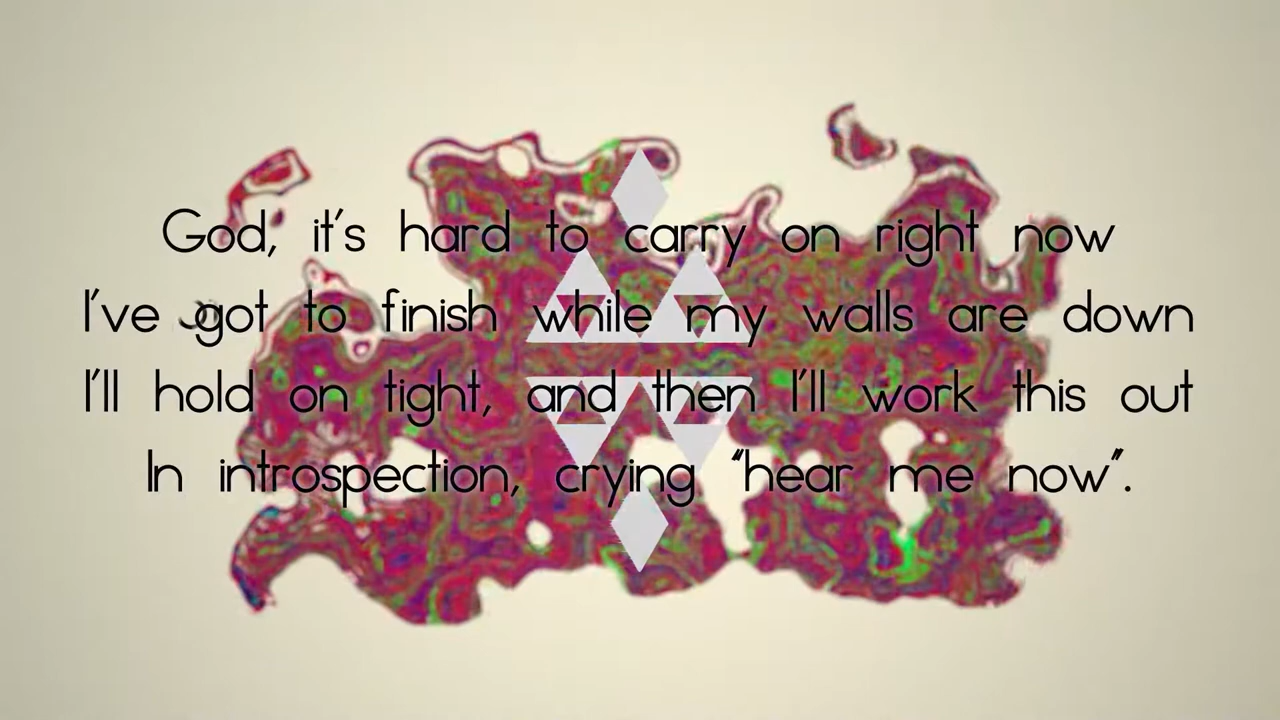 God, it's hard to carry on right now
I've got to finish while my walls are down
I'll hold on tight, and then I'll work this out
In introspection, crying “hear me now”.